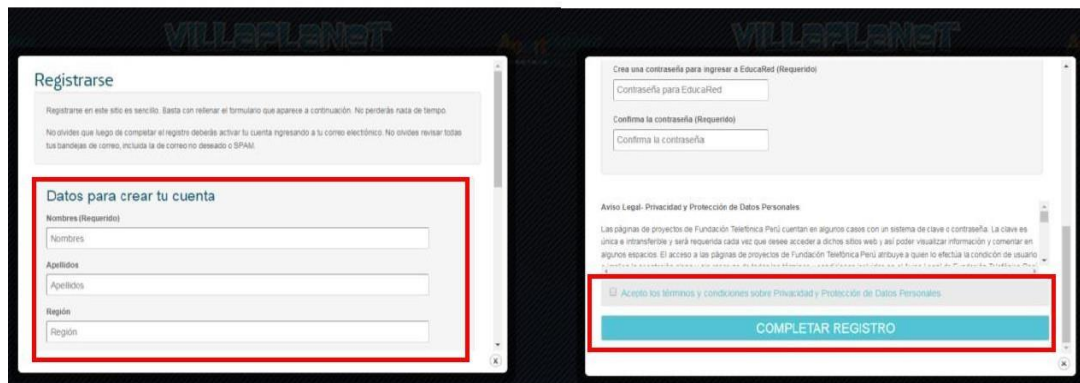 VILLAPLANET
Registrarse
Registrarse en este sitio es sencillo. Basta con rellenar el formulario que aparece a continuación. No perderás nada de tiempo.
No olvides que luego de completar el registro deberás activar tu cuenta ingresando a tu correo electrónico. No olvides revisar todas
tus bandejas de correo, incluida la de correo no deseado o SPAM.
Datos para crear tu cuenta
Nombres (Requerido)
Nombres
Apellidos
Apellidos
Región
Región
x
VILLAPLANET
Crea una contraseña para ingresar a EducaRed (Requerido)
Contraseña para EducaRed
Confirma la contraseña (Requerido)
Confirma la contraseña
Aviso Legal- Privacidad y Protección de Datos Personales
Las páginas de proyectos de Fundación Telefónica Perú cuentan en algunos casos con un sistema de clave o contraseña. La clave es
única e intransferible y será requerida cada vez que desee acceder a dichos sitios web y así poder visualizar información y comentar en
algunos espacios. El acceso a las páginas de proyectos de Fundación Telefónica Perú atribuye a quien lo efectúa la condición de usuario
Acepto los términos y condiciones sobre Privacidad y Protección de Datos Personales
COMPLETAR REGISTRO
x